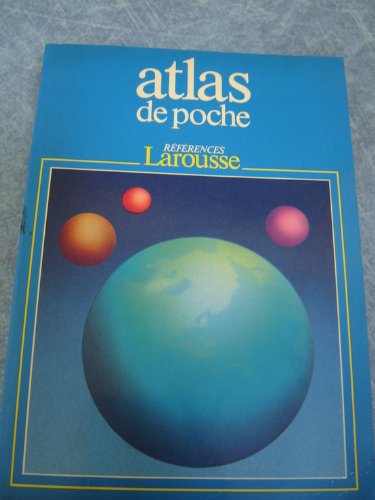 atlas
de poche
RÉFÉRENCES
Larousse